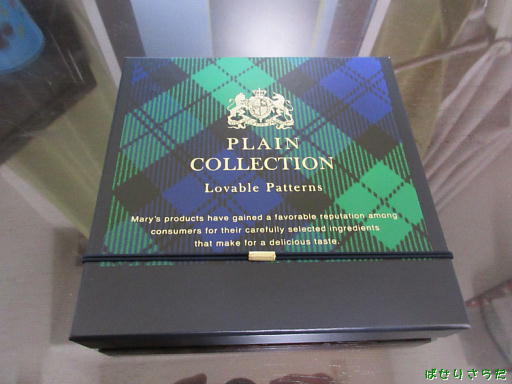 PLAIN
COLLECTION
Lovable Patterns
Mary's products have gained a favorable reputation among
consumers for their carefully selected ingredients
that make for a delicious taste.
ぱせりさらだ